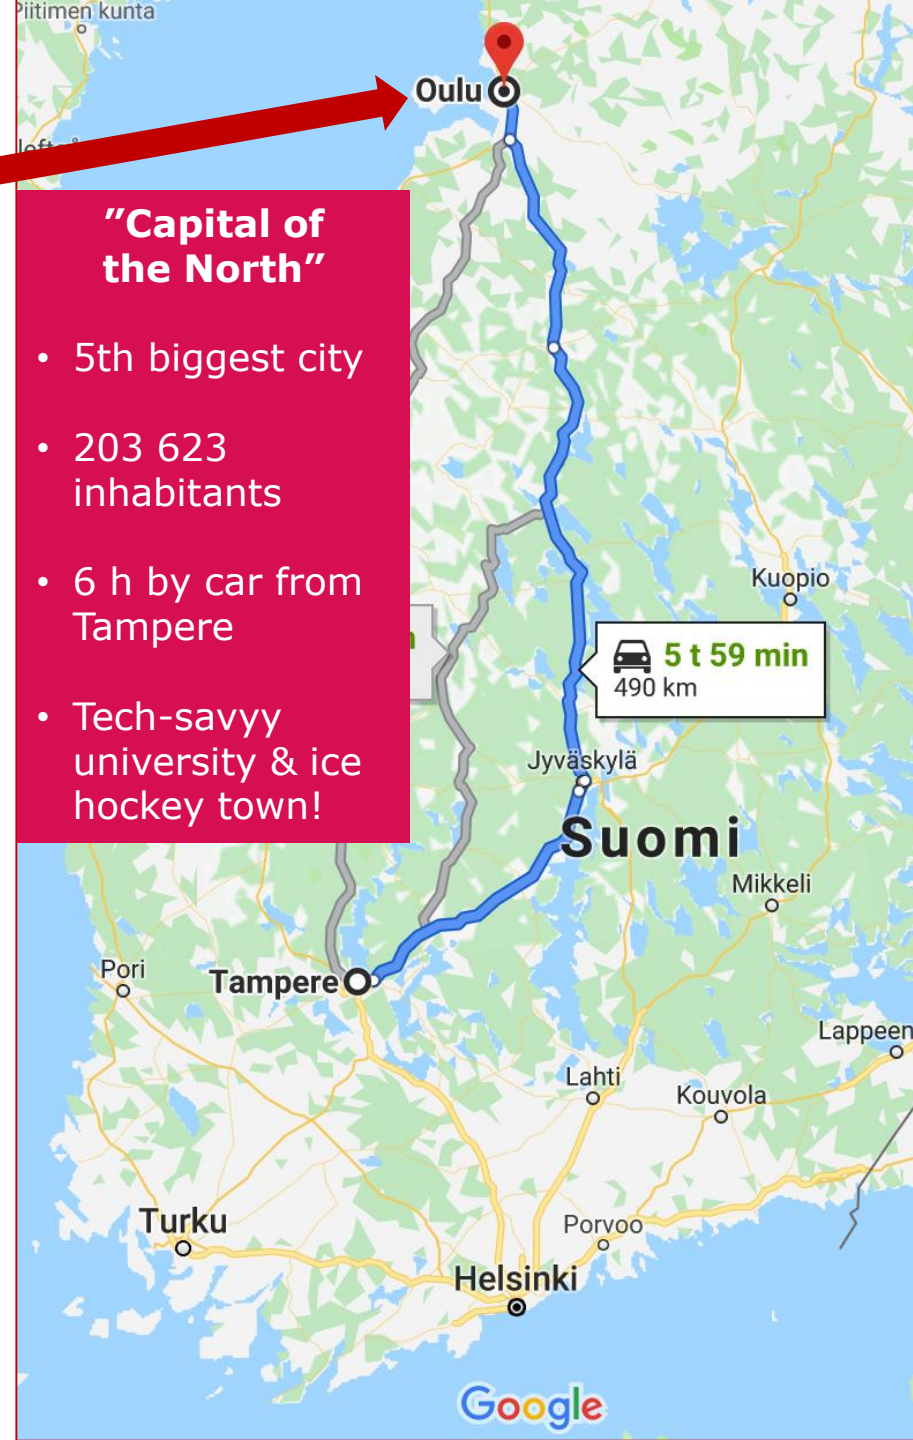 Piitimen kunta
Oulu
”Capital of
the North”
• 5th biggest city
• 203 623
inhabitants
• 6 h by car from
Tampere
• Tech-savyy
university & ice
hockey town!
Kuopio
5 t 59 min
490 km
Jyväskylä
Suomi
Mikkeli
Pori
Tampere
Lappeen
Lahti
Kouvola
Turku
Porvoo
Helsinki
Google